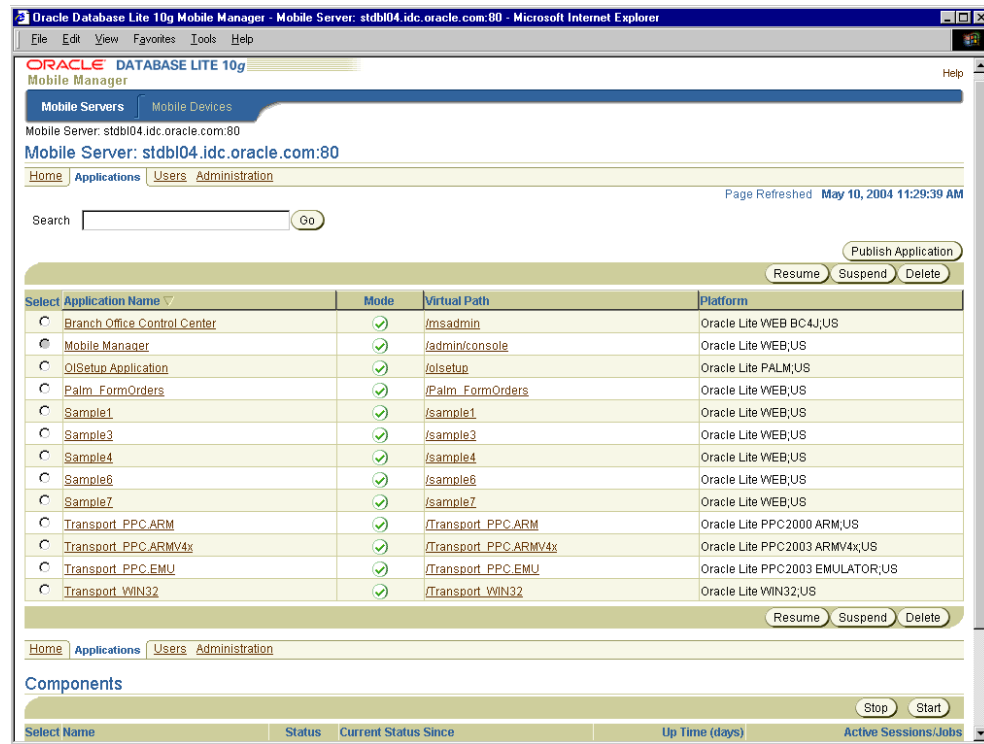 Oracle Database Lite 10g Mobile Manager - Mobile Server: stdbl04.idc.oracle.com:80 - Microsoft Internet Explorer
File Edit View Favorites Tools Help
ORACLE DATABASE LITE 10g
Mobile Manager
Help
Mobile Servers Mobile Devices
Mobile Server: stdbl04.idc.oracle.com:80
Mobile Server: stdbl04.idc.oracle.com:80
Home Applications Users Administration
Page Refreshed May 10, 2004 11:29:39 AM
Search Go
Publish Application
Resume Suspend Delete
Select Application Name Mode Virtual Path Platform
Branch Office Control Center /msadmin Oracle Lite WEB BC4J;US
Mobile Manager /admin/console Oracle Lite WEB;US
OlSetup Application /olsetup Oracle Lite PALM;US
Palm_FormOrders /Palm_FormOrders Oracle Lite WEB;US
Sample1 /sample1 Oracle Lite WEB;US
Sample3 /sample3 Oracle Lite WEB;US
Sample4 /sample4 Oracle Lite WEB;US
Sample6 /sample6 Oracle Lite WEB;US
Sample7 /sample7 Oracle Lite WEB;US
Transport_PPC.ARM /Transport_PPC.ARM Oracle Lite PPC2000 ARM;US
Transport_PPC.ARMV4x /Transport_PPC.ARMV4x Oracle Lite PPC2003 ARMV4x;US
Transport_PPC.EMU /Transport_PPC.EMU Oracle Lite PPC2003 EMULATOR;US
Transport_WIN32 /Transport_WIN32 Oracle Lite WIN32;US
Resume Suspend Delete
Home Applications Users Administration
Components
Stop Start
Select Name Status Current Status Since Up Time (days) Active Sessions/Jobs